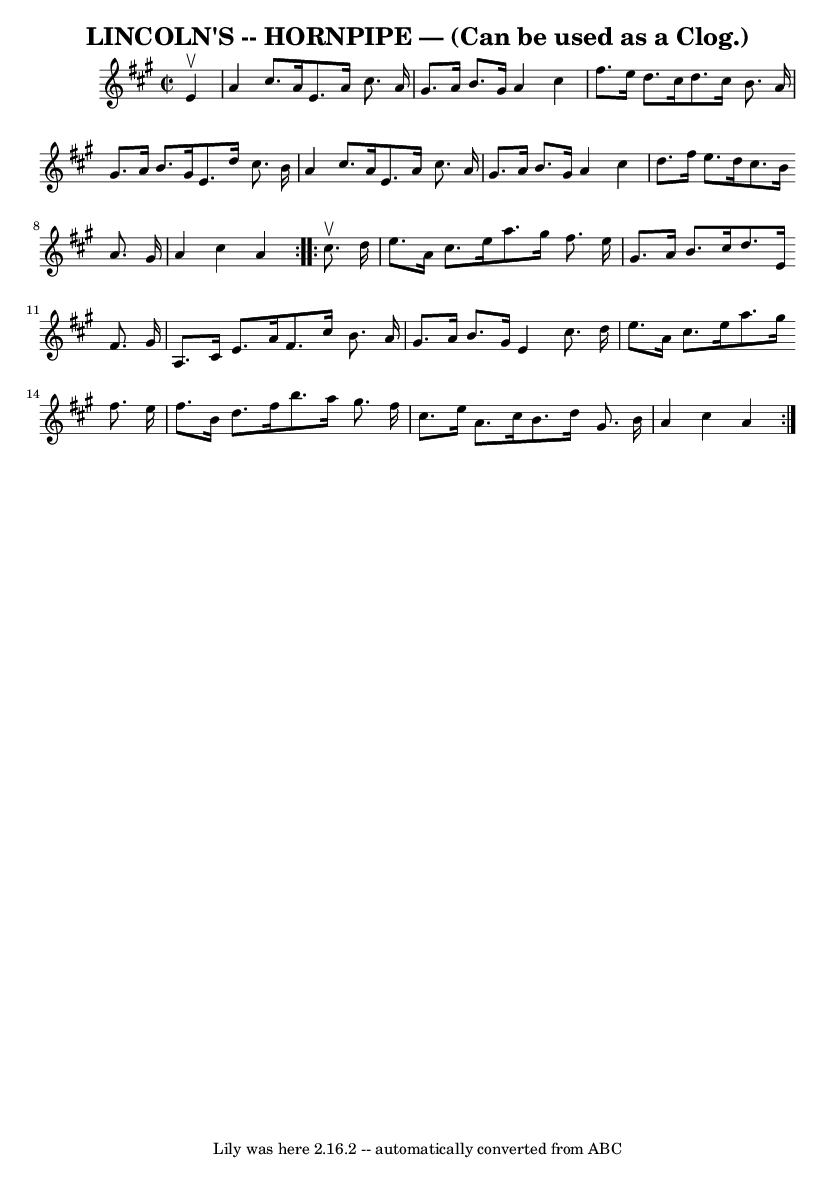 LINCOLN'S -- HORNPIPE — (Can be used as a Clog.)
8
11
14
Lily was here 2.16.2 -- automatically converted from ABC